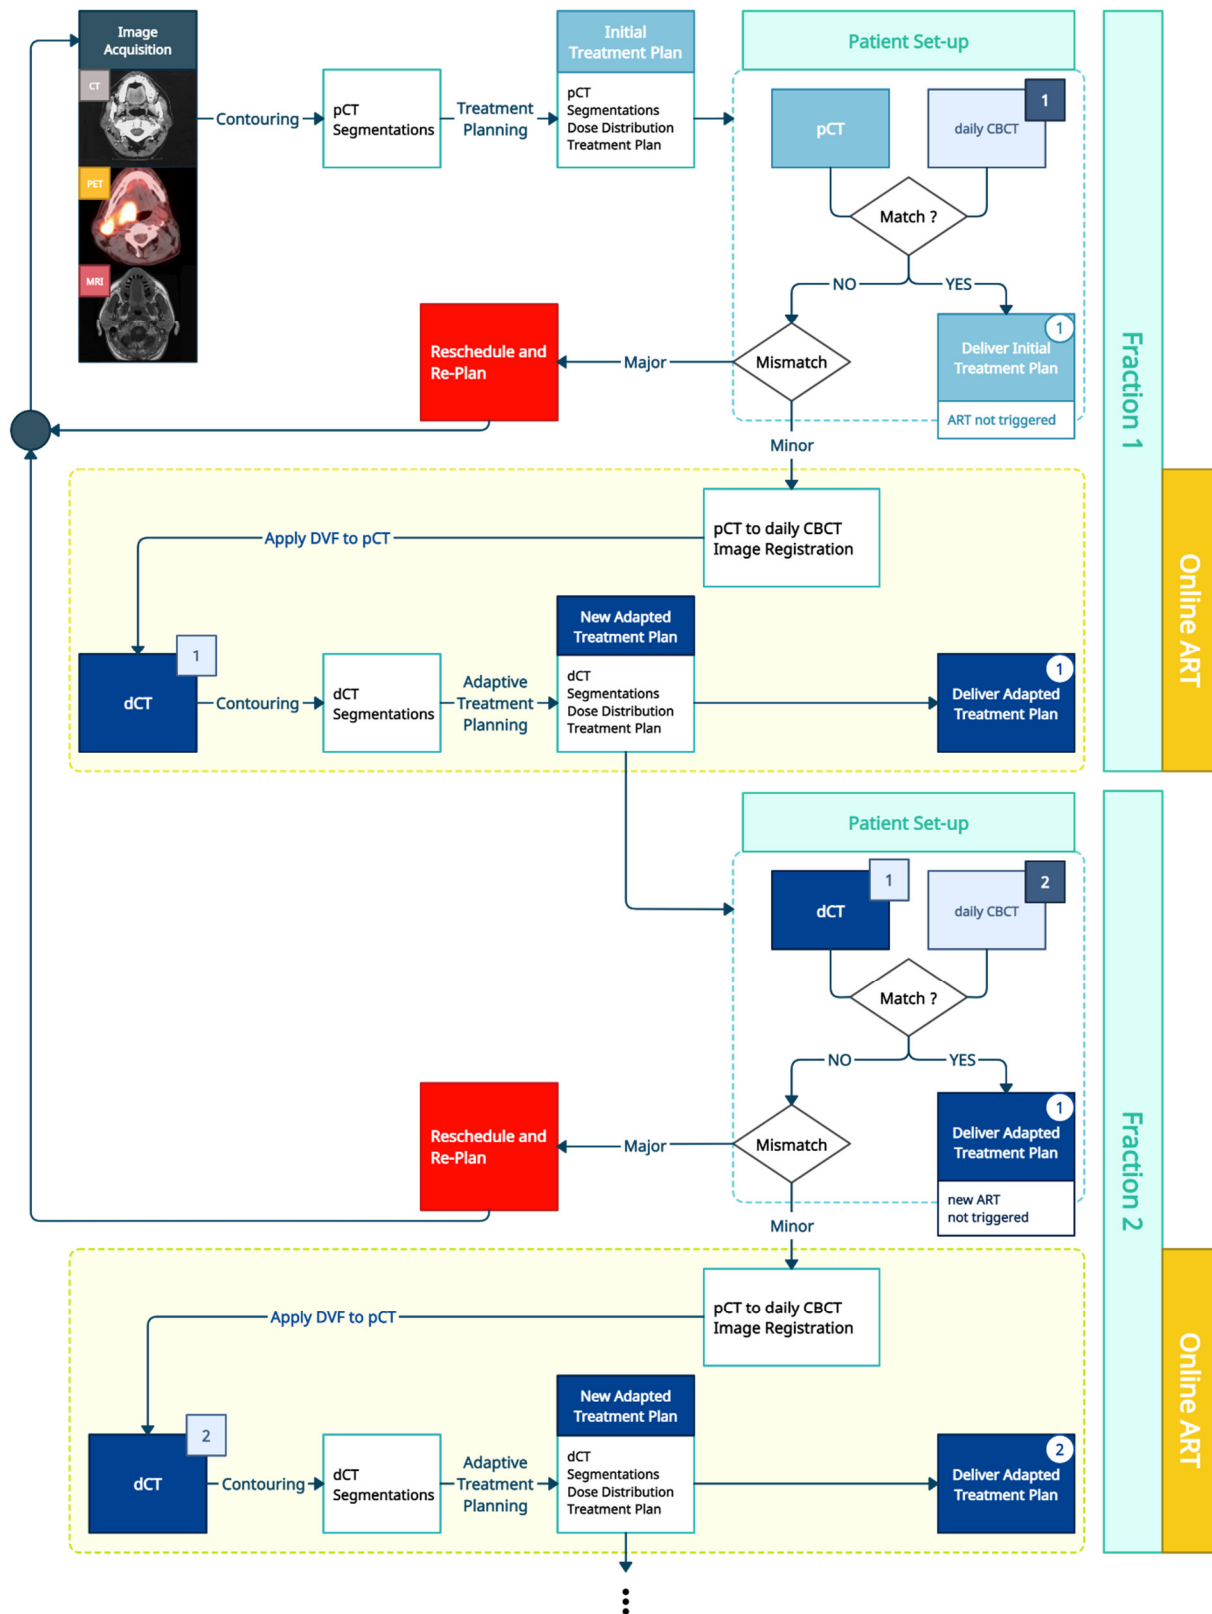 Image
Acquisition
CT
PET
MRI
Contouring
pCT
Segmentations
Treatment
Planning
Initial
Treatment Plan
pCT
Segmentations
Dose Distribution
Treatment Plan
Patient Set-up
pCT
daily CBCT
1
Match ?
NO
YES
Mismatch
Major
Reschedule and
Re-Plan
1
Deliver Initial
Treatment Plan
ART not triggered
Minor
Fraction 1
pCT to daily CBCT
Image Registration
Apply DVF to pCT
1
dCT
Contouring
dCT
Segmentations
Adaptive
Treatment
Planning
New Adapted
Treatment Plan
dCT
Segmentations
Dose Distribution
Treatment Plan
1
Deliver Adapted
Treatment Plan
Online ART
Patient Set-up
dCT
1
daily CBCT
2
Match ?
NO
YES
Mismatch
Major
Reschedule and
Re-Plan
1
Deliver Adapted
Treatment Plan
new ART
not triggered
Minor
Fraction 2
pCT to daily CBCT
Image Registration
Apply DVF to pCT
2
dCT
Contouring
dCT
Segmentations
Adaptive
Treatment
Planning
New Adapted
Treatment Plan
dCT
Segmentations
Dose Distribution
Treatment Plan
2
Deliver Adapted
Treatment Plan
Online ART